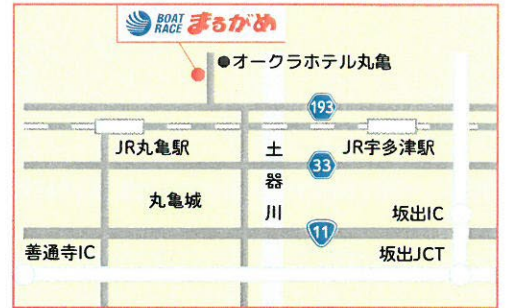 BOAT RACE まるがめ
オークラホテル丸亀
193
JR丸亀駅
JR宇多津駅
33
土器川
丸亀城
坂出IC
11
善通寺IC
坂出JCT